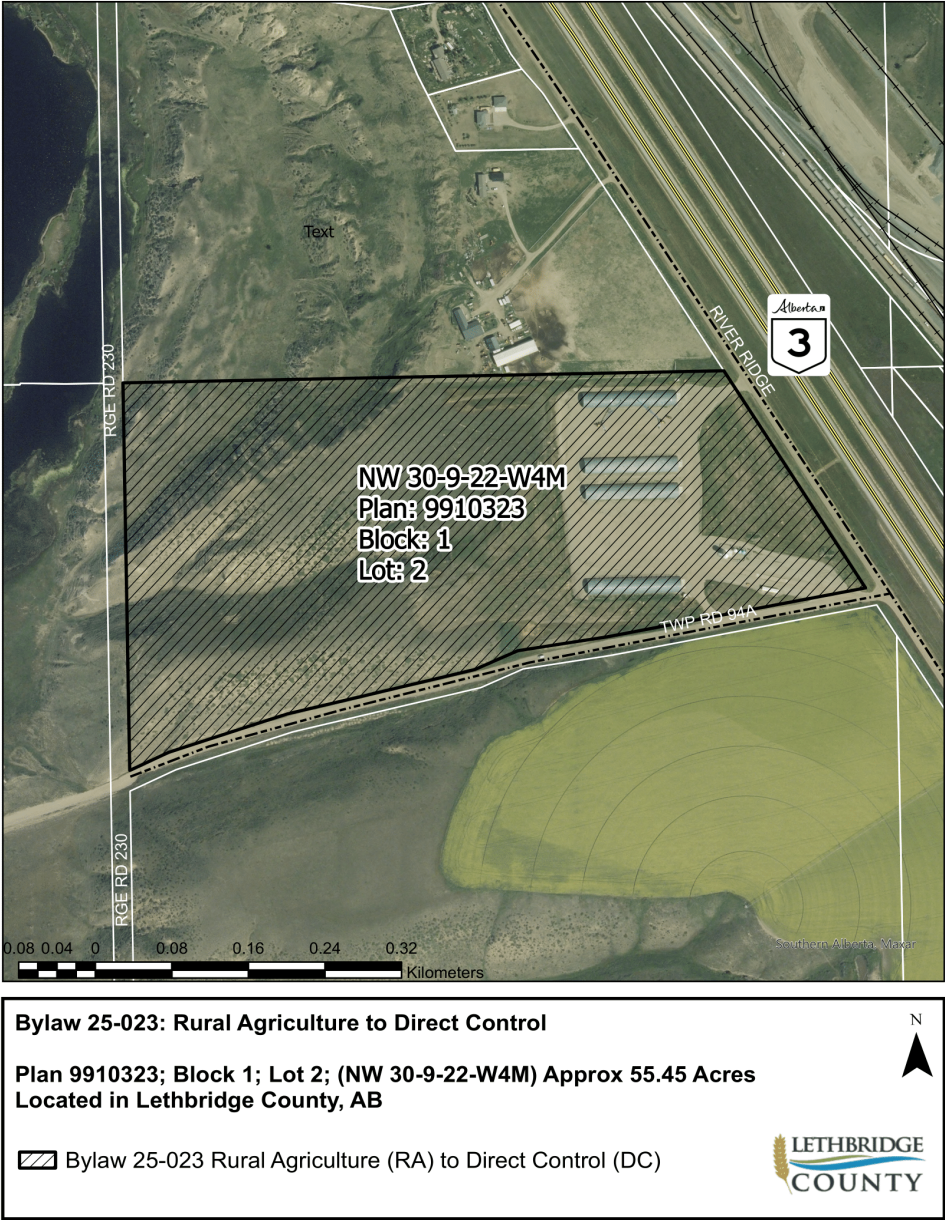 Text
Alberta
3
RIVER RIDGE
RGE RD 230
NW 30-9-22-W4M
Plan: 9910323
Block: 1
Lot: 2
TWP RD 94A
RGE RD 230
0.08 0.04 0 0.08 0.16 0.24 0.32
Kilometers
Southern Alberta, Maxar
Bylaw 25-023: Rural Agriculture to Direct Control
N
Plan 9910323; Block 1; Lot 2; (NW 30-9-22-W4M) Approx 55.45 Acres
Located in Lethbridge County, AB
Bylaw 25-023 Rural Agriculture (RA) to Direct Control (DC)
LETHBRIDGE
COUNTY